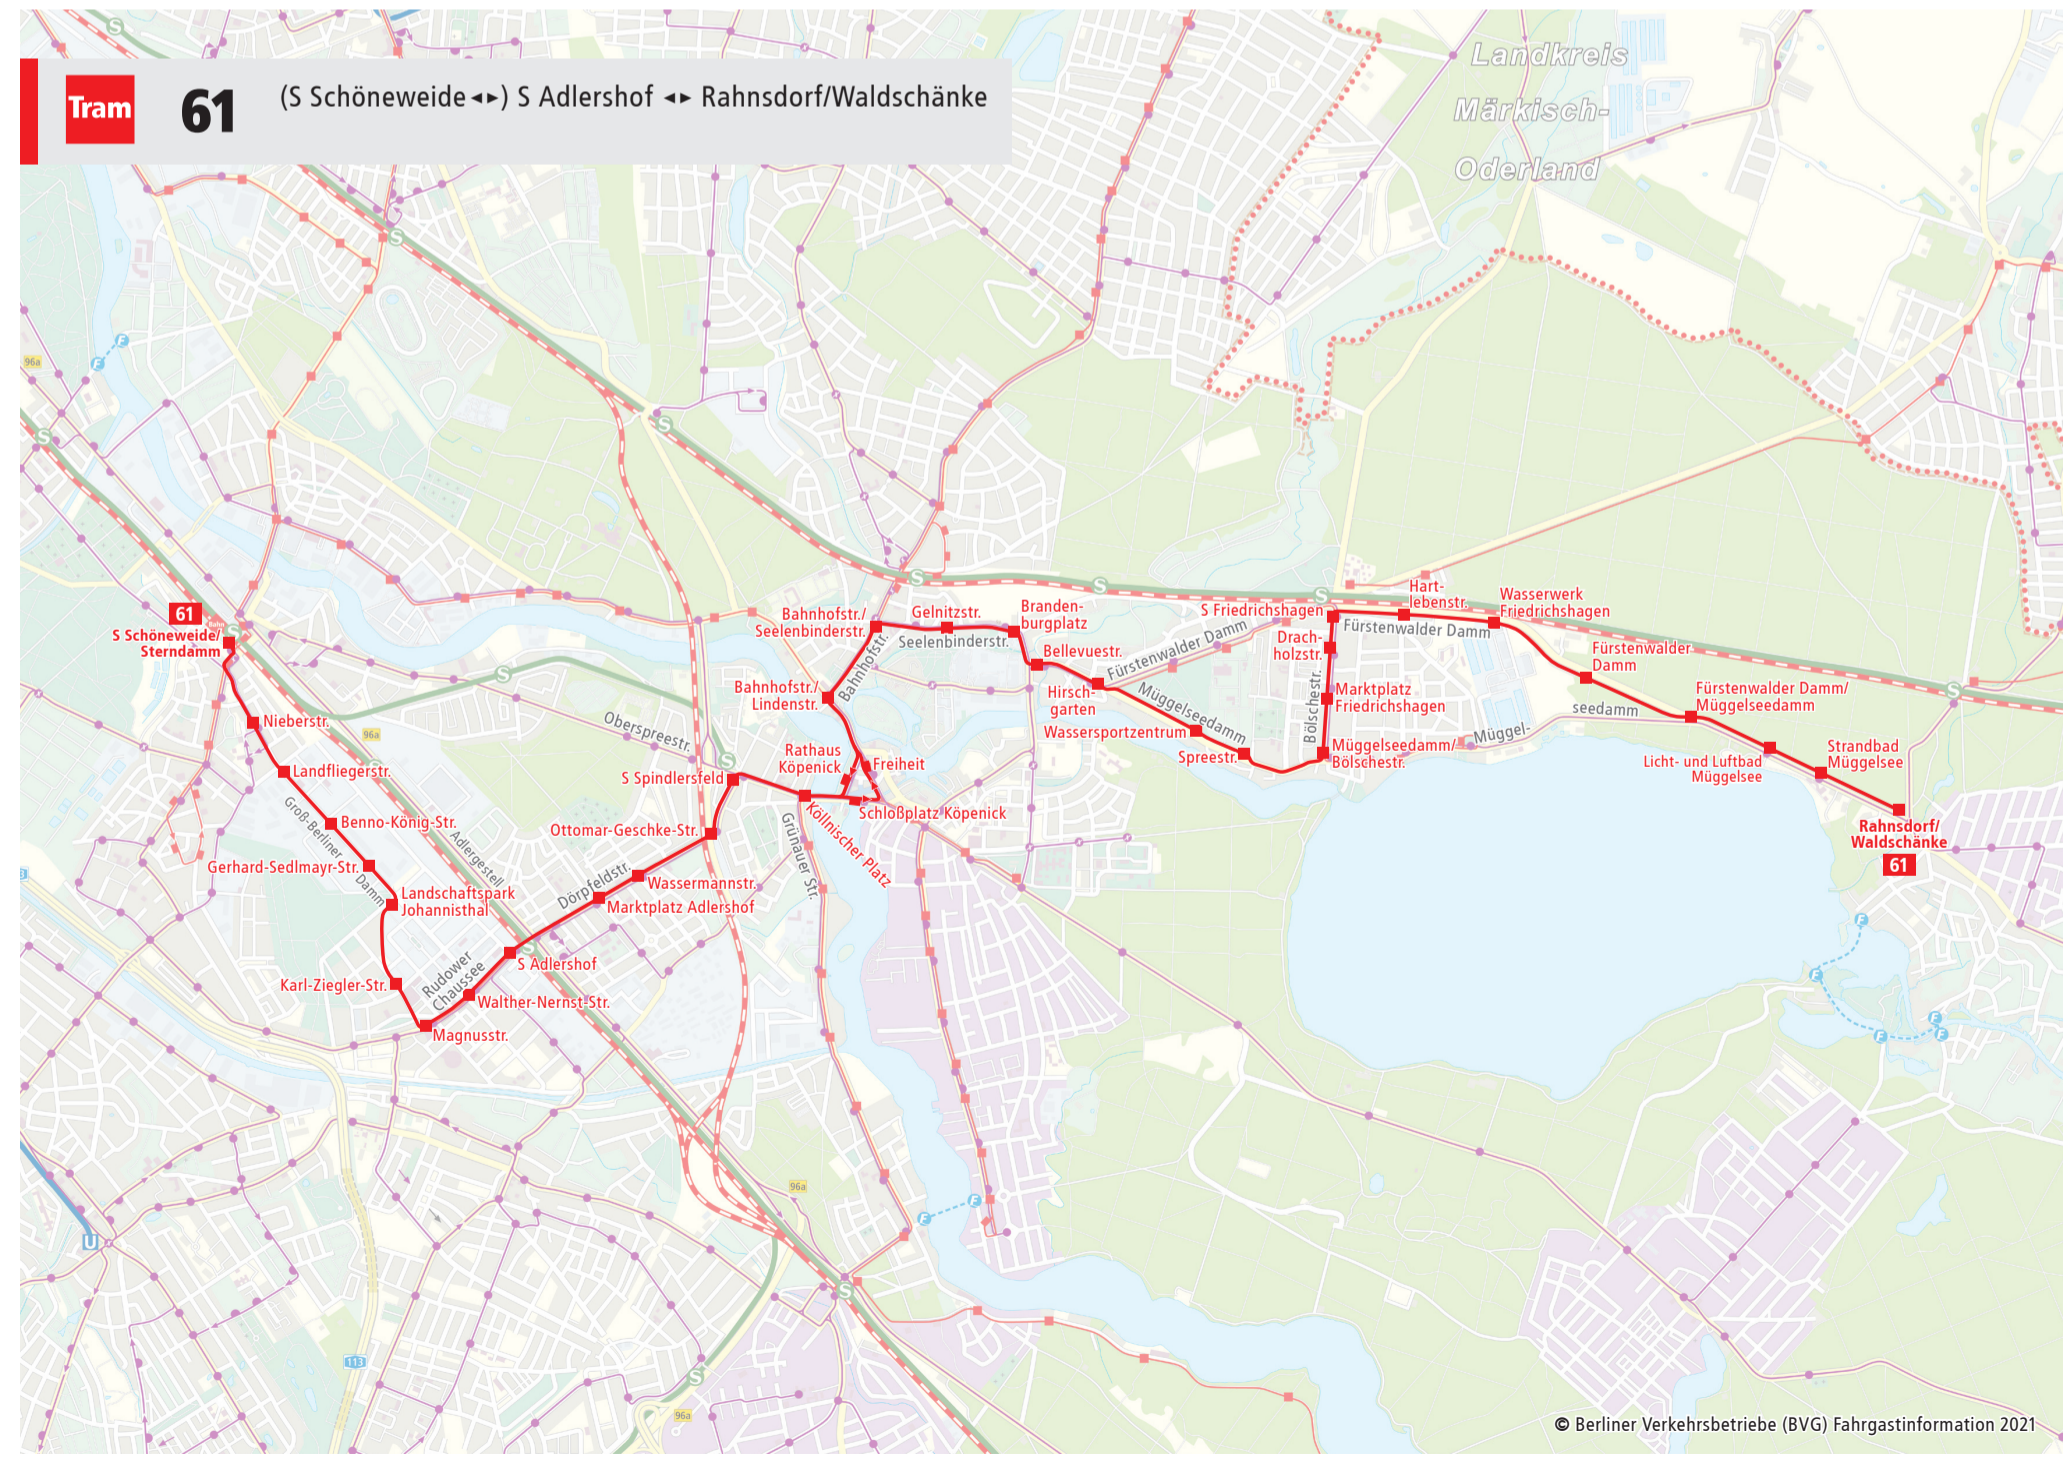 Landkreis
Märkisch-
Oderland
Tram
61
(S Schöneweide ◂▸) S Adlershof ◂▸ Rahnsdorf/Waldschänke
S
S
S
S
96a
F
F
61
S Schöneweide/
Sterndamm
Nieberstr.
Landfliegerstr.
Benno-König-Str.
Groß-Berliner
Damm
Gerhard-Sedlmayr-Str.
Landschaftspark
Johannisthal
Karl-Ziegler-Str.
Magnusstr.
Rudower
Chaussee
Walther-Nernst-Str.
S Adlershof
Adlergestell
96a
Dörpfeldstr.
Marktplatz Adlershof
Wassermannstr.
Ottomar-Geschke-Str.
Oberspreestr.
S Spindlersfeld
Grünauer Str.
Köllnischer Platz
Schloßplatz Köpenick
Rathaus
Köpenick
Freiheit
Bahnhofstr./
Lindenstr.
Bahnhofstr.
Bahnhofstr./
Seelenbinderstr.
Gelnitzstr.
Seelenbinderstr.
Branden-
burgplatz
Bellevuestr.
Hirsch-
garten
Fürstenwalder Damm
Müggelseedamm
Wassersportzentrum
Spreestr.
Müggelseedamm/
Bölschestr.
Bölschestr.
Marktplatz
Friedrichshagen
Drach-
holzstr.
S Friedrichshagen
Hart-
lebenstr.
Fürstenwalder Damm
Wasserwerk
Friedrichshagen
Fürstenwalder
Damm
Müggel-
seedamm
Fürstenwalder Damm/
Müggelseedamm
Licht- und Luftbad
Müggelsee
Strandbad
Müggelsee
Rahnsdorf/
Waldschänke
61
S
S
S
S
S
S
S
F
F
F
F
F
F
F
U
113
96a
S
S
96a
© Berliner Verkehrsbetriebe (BVG) Fahrgastinformation 2021